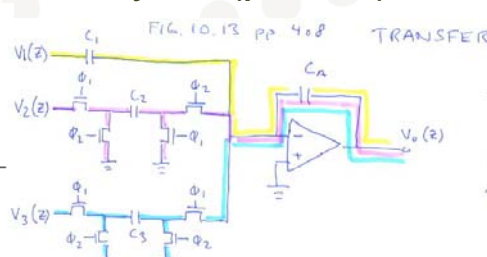 FIG. 10.13 pp 408 TRANSFER
C1
V1(z)
CA
Φ1
V2(z) C2 Φ2
Φ2 Φ1
V0(z)
-
+
Φ1 Φ1
V3(z)
Φ2 C3 Φ2